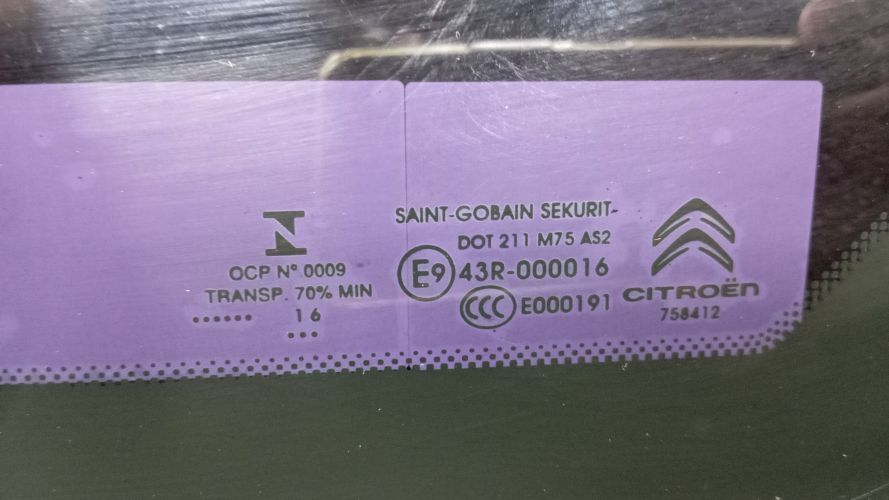 N
OCP N° 0009
TRANSP. 70% MIN
...... 16
...
SAINT-GOBAIN SEKURIT
DOT 211 M75 AS2
E9 43R-000016
CCC E000191
CITROËN
758412